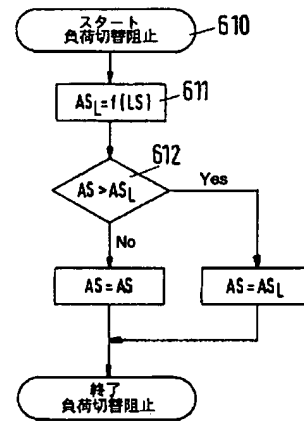 スタート
負荷切替阻止
610
AS_L=f(LS)
611
612
AS>AS_L
Yes
No
AS=AS
AS=AS_L
終了
負荷切替阻止